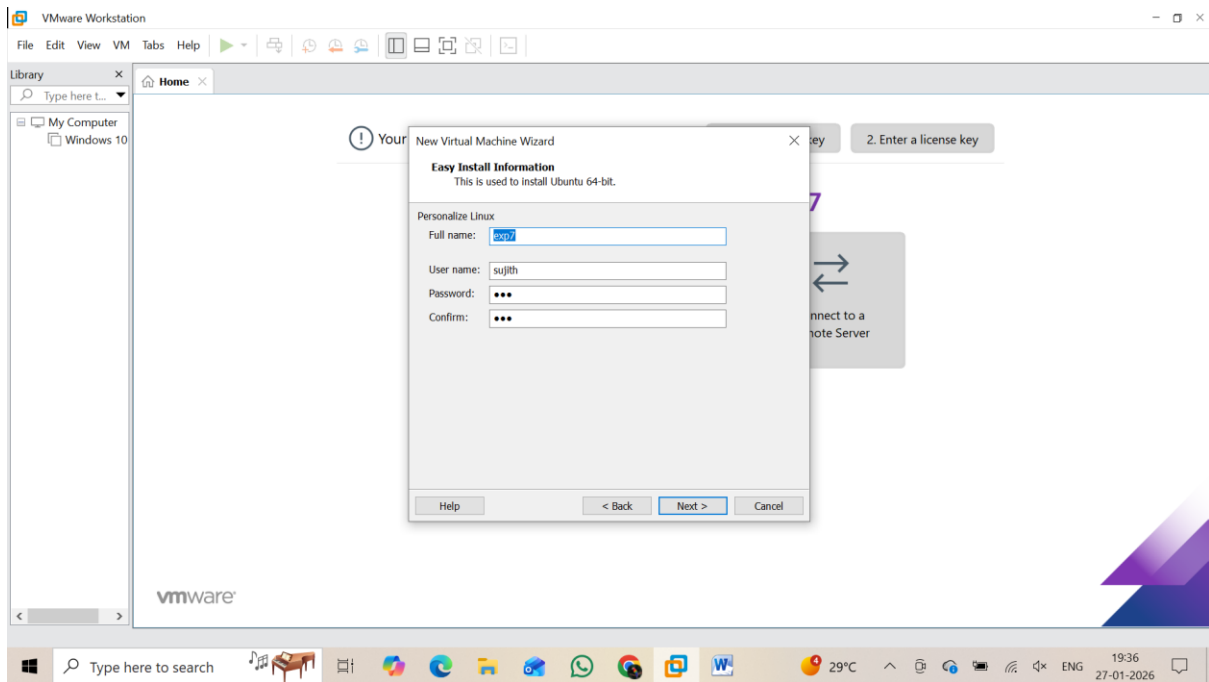 VMware Workstation
File Edit View VM Tabs Help
Library
Home
Type here t...
My Computer
Windows 10
Your
key
2. Enter a license key
7
New Virtual Machine Wizard
Easy Install Information
This is used to install Ubuntu 64-bit.
Personalize Linux
Full name: exp7
User name: sujith
Password: •••
Confirm: •••
nnect to a
note Server
Help < Back Next > Cancel
vmware
Type here to search
W
4
29°C
ENG
19:36
27-01-2026